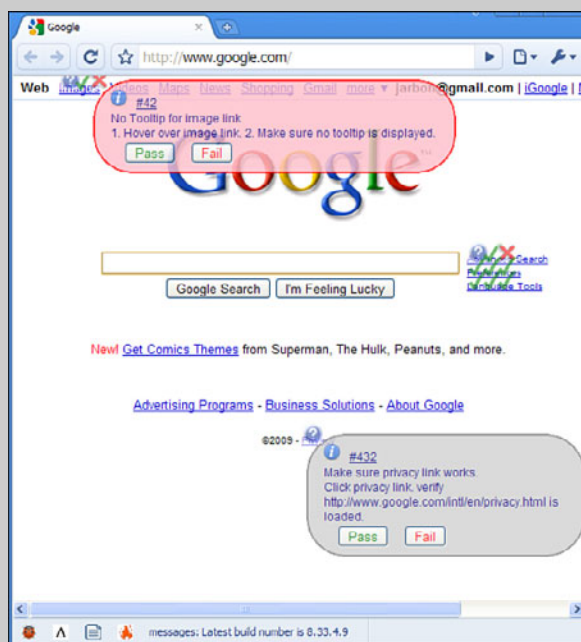 Google
http://www.google.com/
Web Images Videos Maps News Shopping Gmail more ▼ jarbon@gmail.com | iGoogle |
#42
No Tooltip for image link
1. Hover over image link. 2. Make sure no tooltip is displayed.
Pass Fail
Google™
Search
Preferences
Language Tools
Google Search I'm Feeling Lucky
New! Get Comics Themes from Superman, The Hulk, Peanuts, and more.
Advertising Programs - Business Solutions - About Google
©2009 -
#432
Make sure privacy link works.
Click privacy link. verify
http://www.google.com/intl/en/privacy.html is
loaded.
Pass Fail
messages: Latest build number is 8.33.4.9